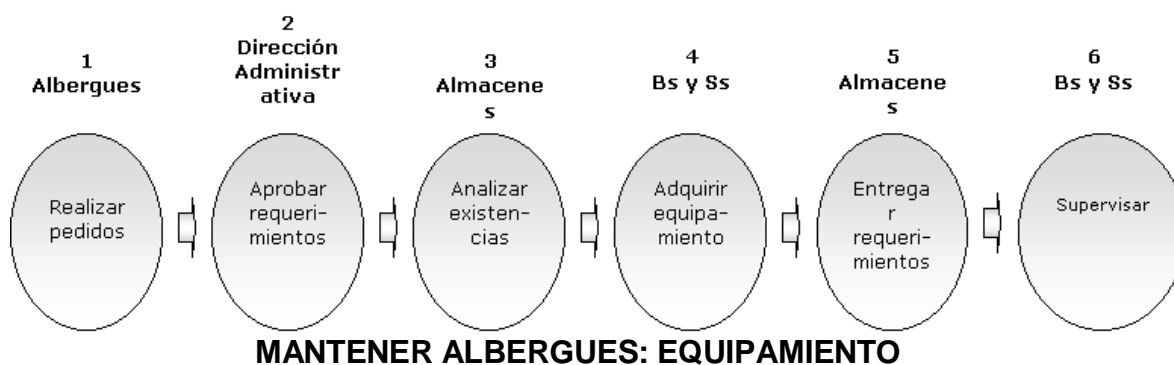 1
Albergues
2
Dirección
Administr
ativa
3
Almacene
s
4
Bs y Ss
5
Almacene
s
6
Bs y Ss
Realizar
pedidos
Aprobar
requeri-
mientos
Analizar
existen-
cias
Adquirir
equipa-
miento
Entrega
r
requeri-
mientos
Supervisar
MANTENER ALBERGUES: EQUIPAMIENTO